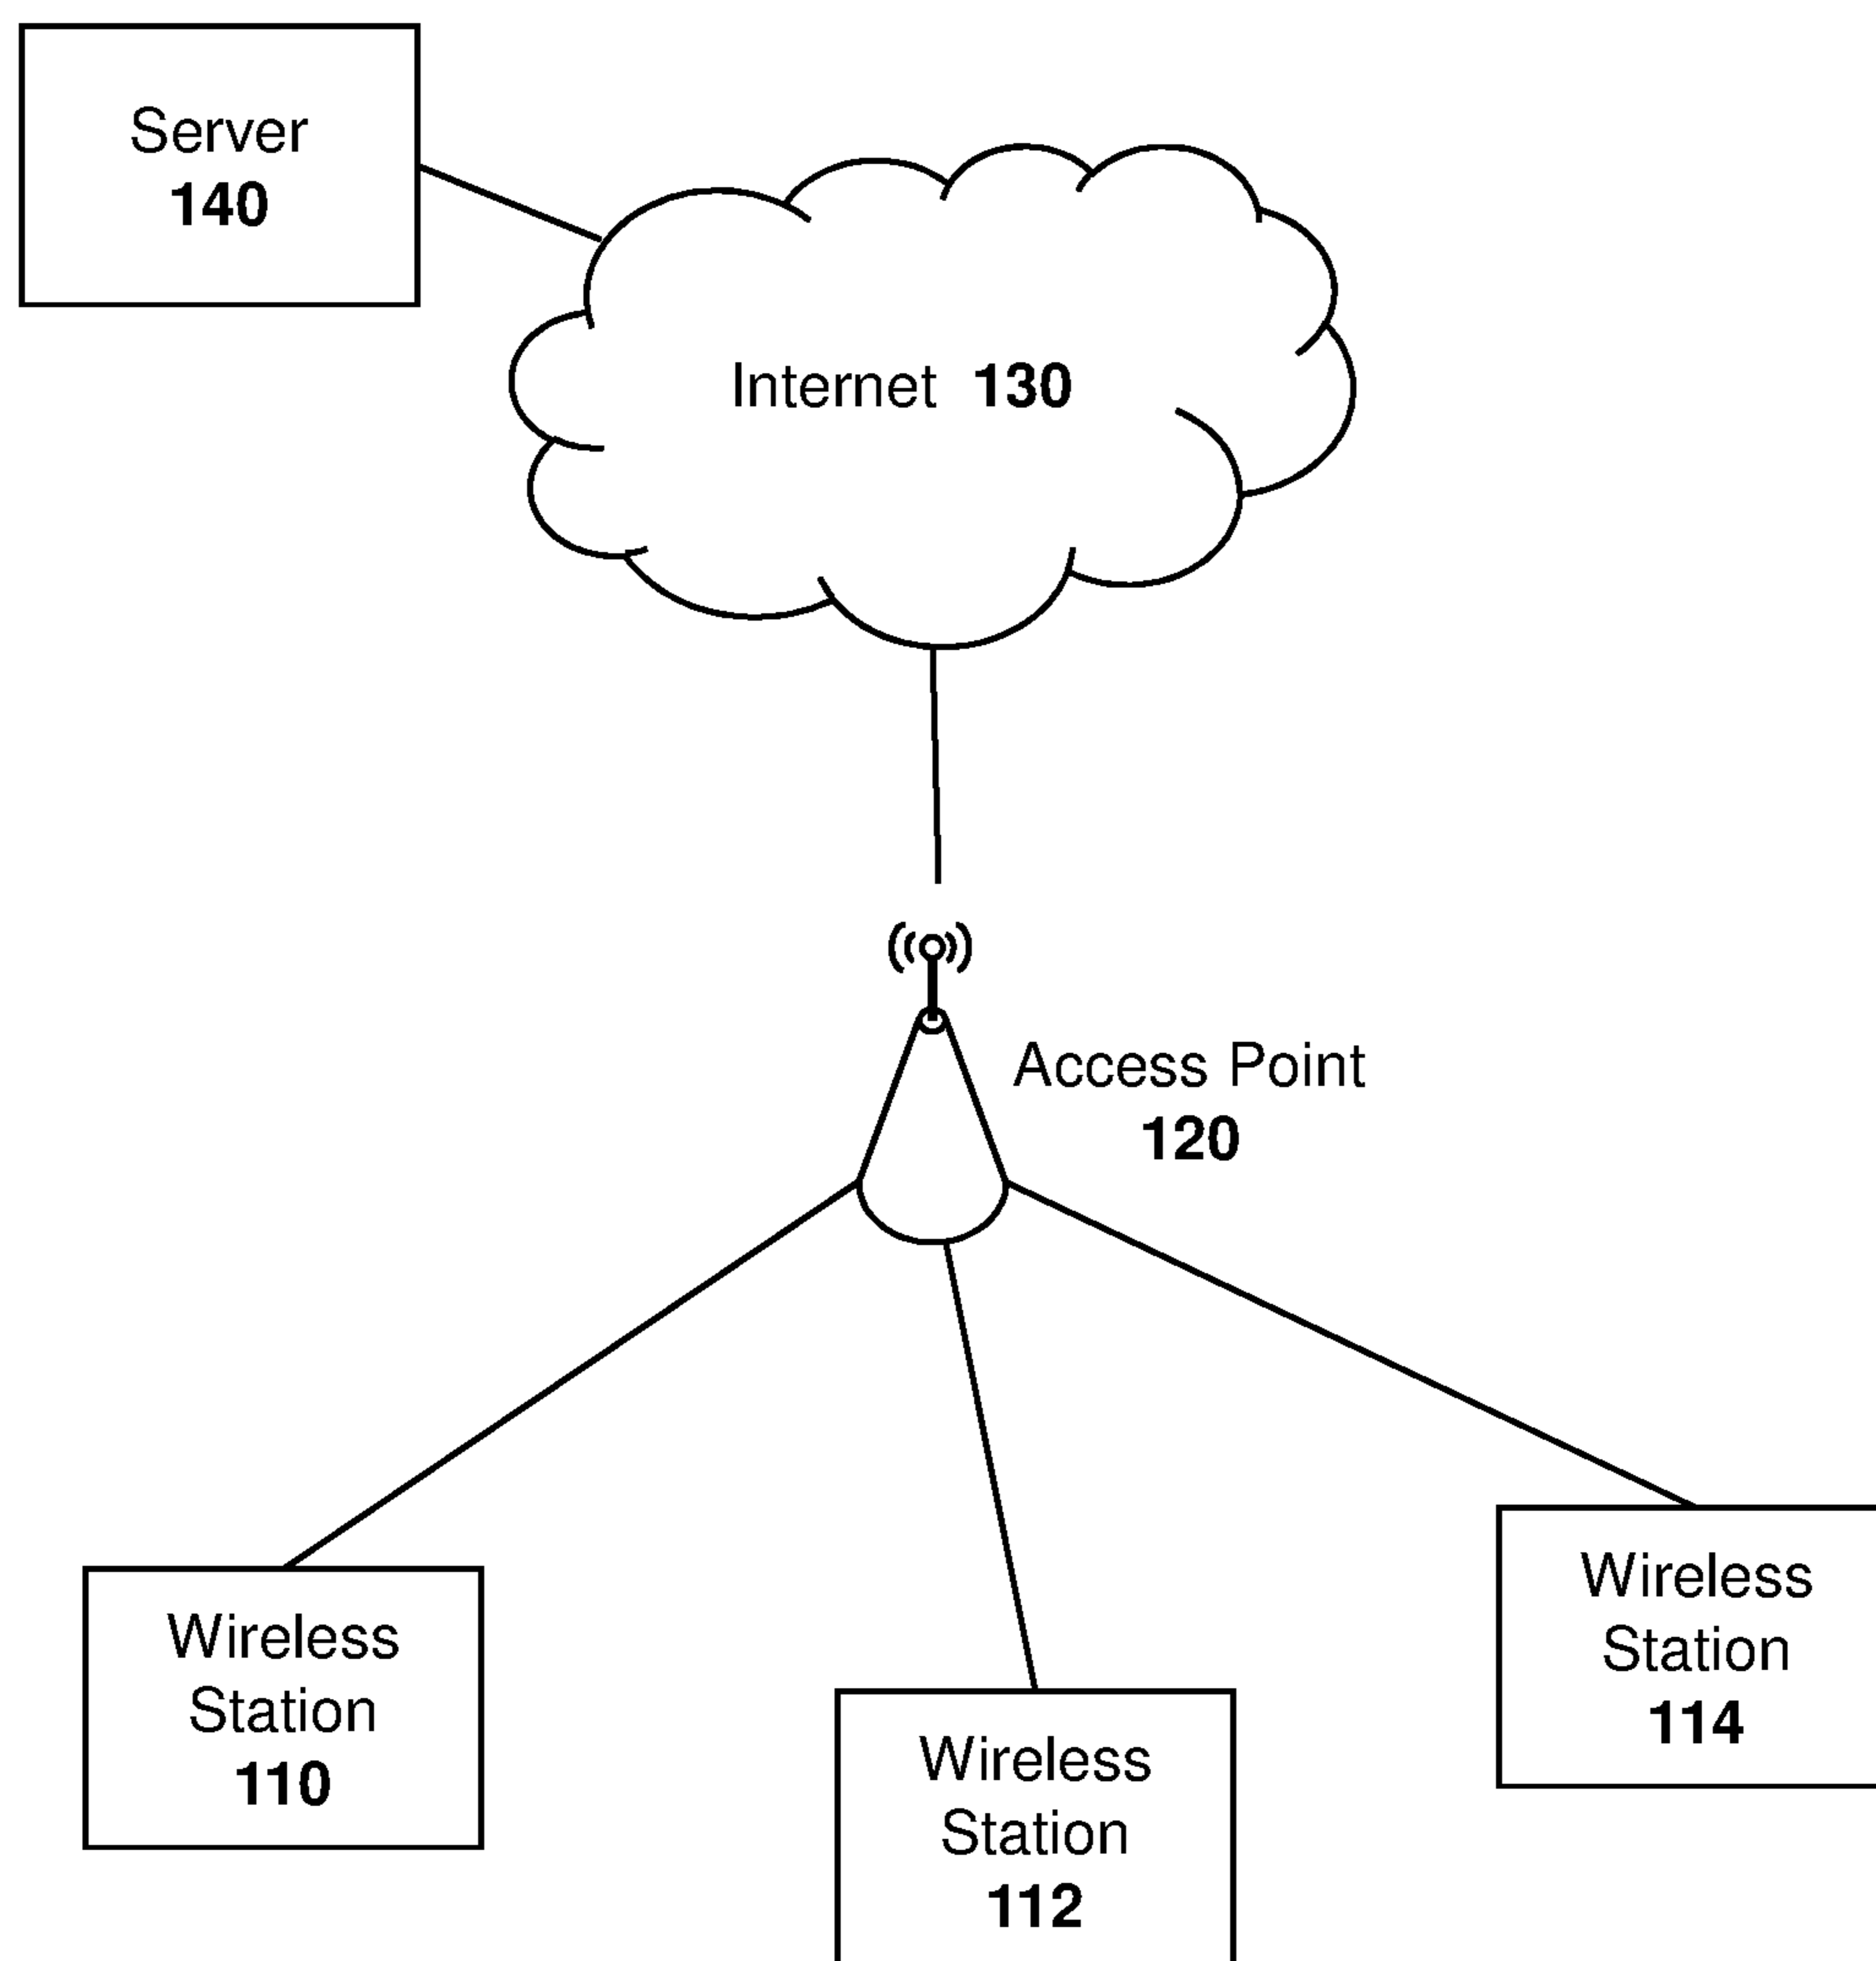 Server
140
Internet 130
Access Point
120
Wireless
Station
110
Wireless
Station
112
Wireless
Station
114